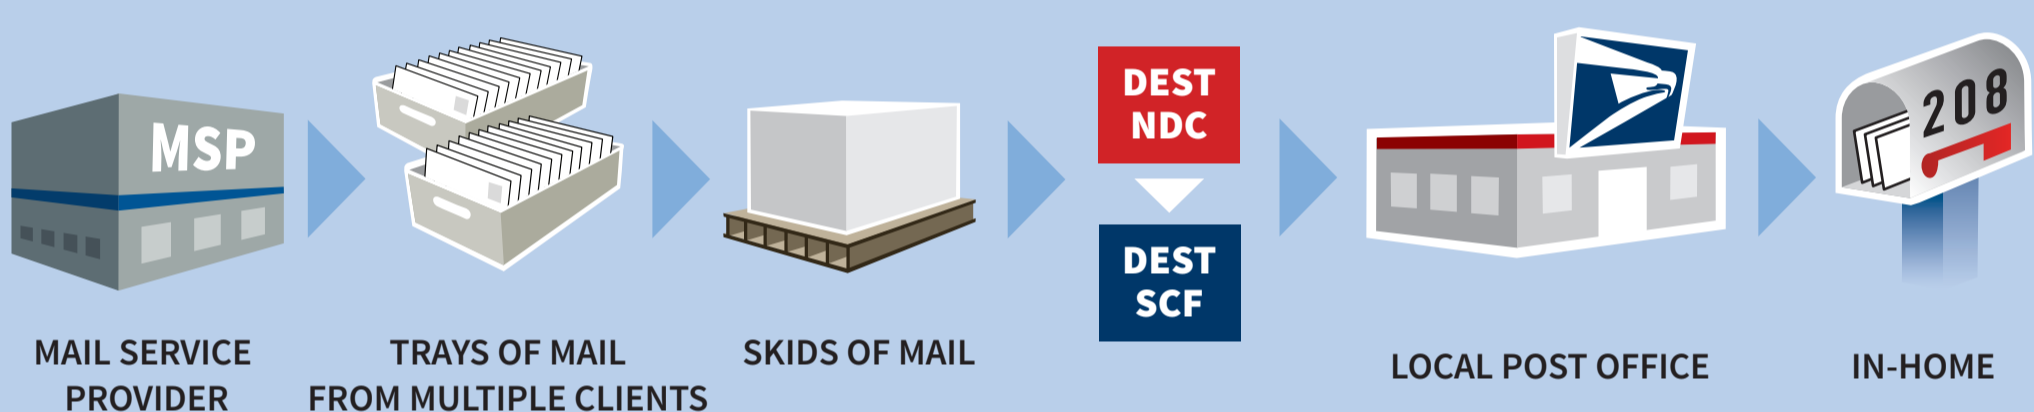 MSP
MAIL SERVICE
PROVIDER
TRAYS OF MAIL
FROM MULTIPLE CLIENTS
SKIDS OF MAIL
DEST
NDC
DEST
SCF
LOCAL POST OFFICE
208
IN-HOME